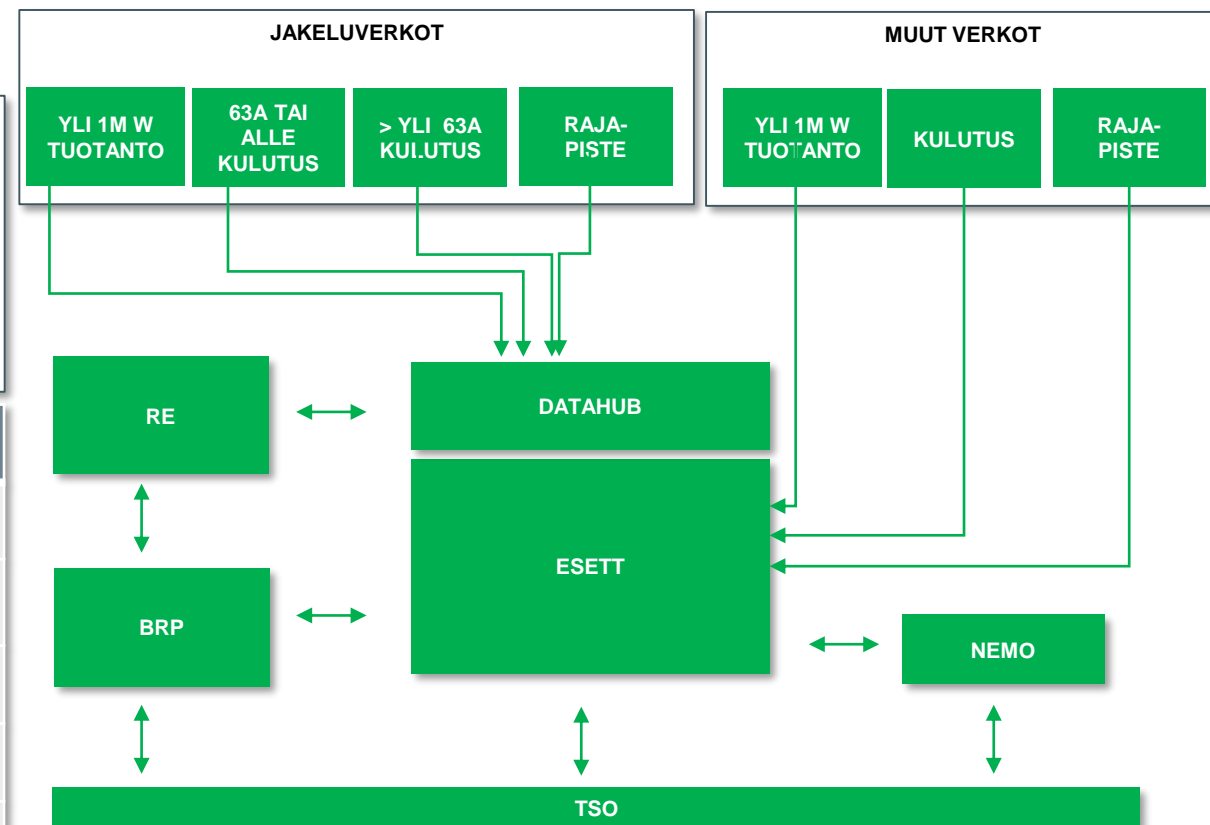 JAKELUVERKOT
MUUT VERKOT
YLI 1M W
TUOTANTO
63A TAI
ALLE
KULUTUS
> YLI 63A
KULUTUS
RAJA-
PISTE
YLI 1M W
TUOTANTO
KULUTUS
RAJA-
PISTE
RE
DATAHUB
ESETT
BRP
NEMO
TSO